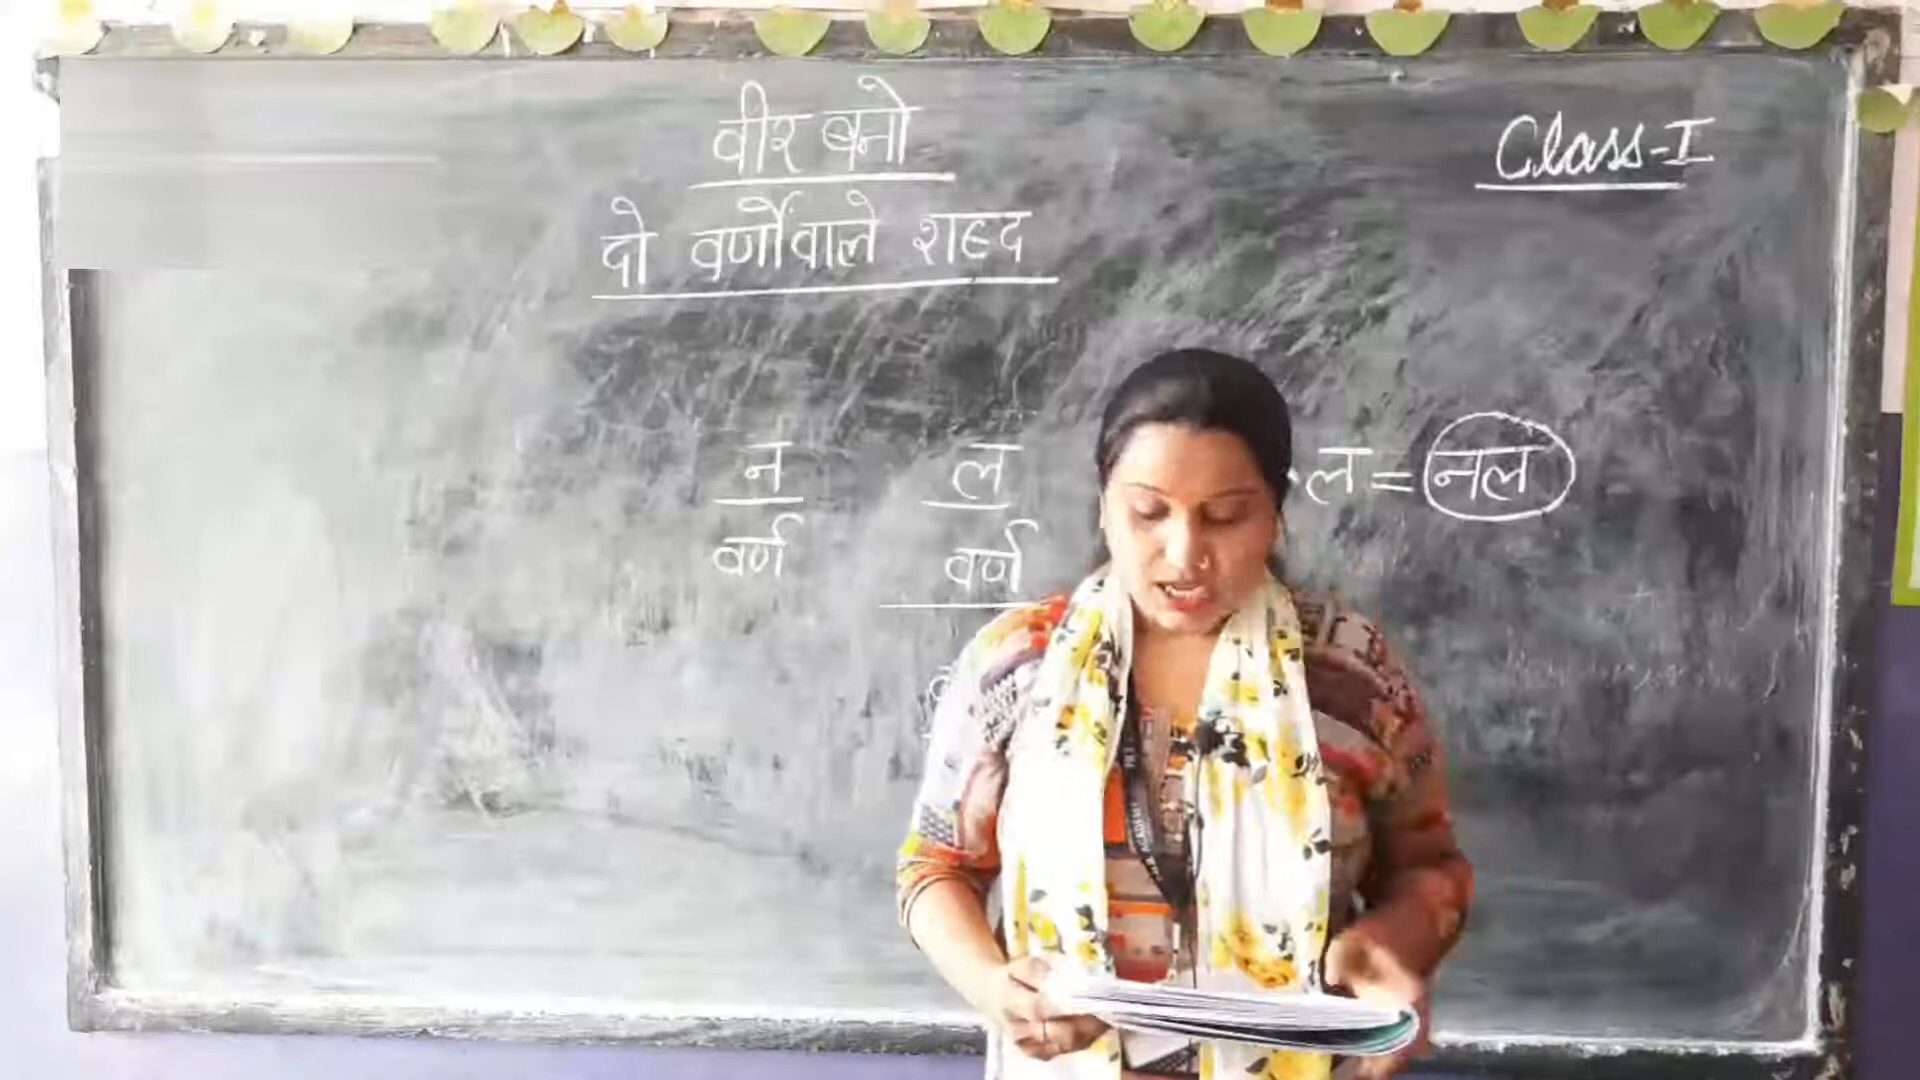 वीर बनो
Class-I
दो वर्णोंवाले शब्द
न ल ल = नल
वर्ण वर्ण